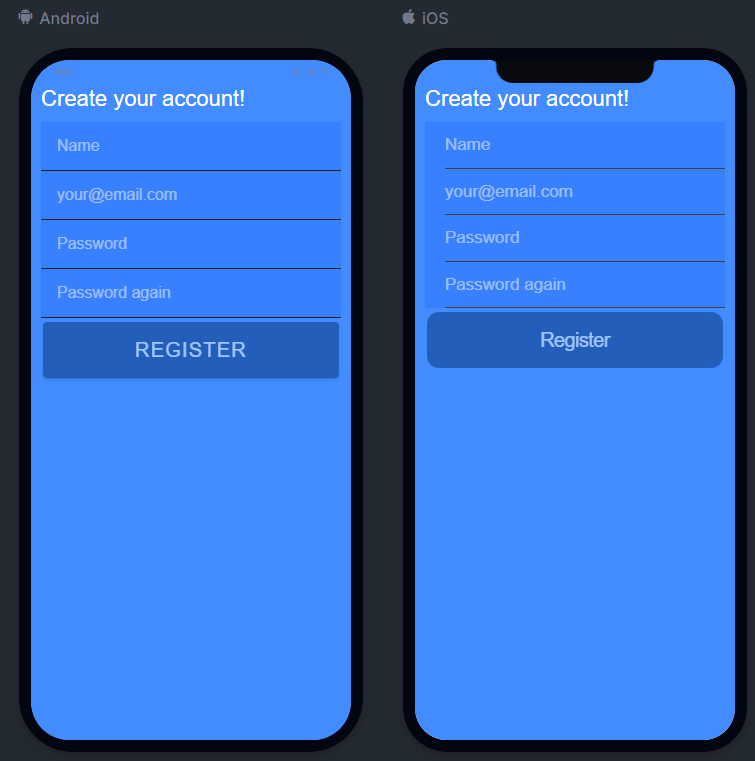 Android
Create your account!
Name
your@email.com
Password
Password again
REGISTER
iOS
Create your account!
Name
your@email.com
Password
Password again
Register